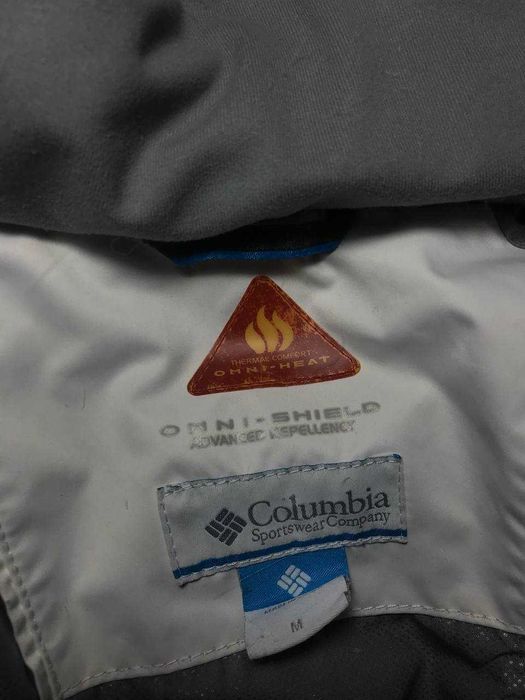 THERMAL COMFORT
OMNI-HEAT
OMNI-SHIELD
ADVANCED REPELLENCY
Columbia
Sportswear Company
M